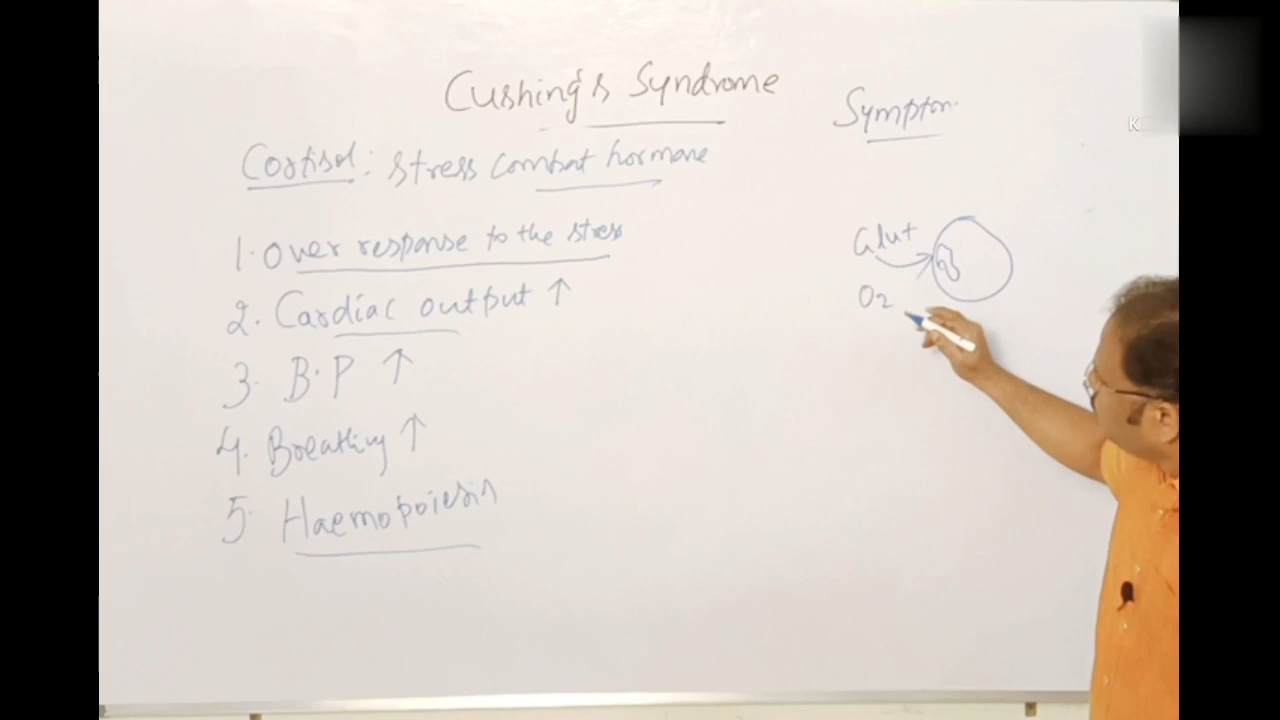 Cushing's Syndrome
Cortisol: Stress combat hormone
1. Over response to the stress
2. Cardiac output ↑
3. B.P ↑
4. Breathing ↑
5. Haemopoiesis
Symptom
Glut
O2
K